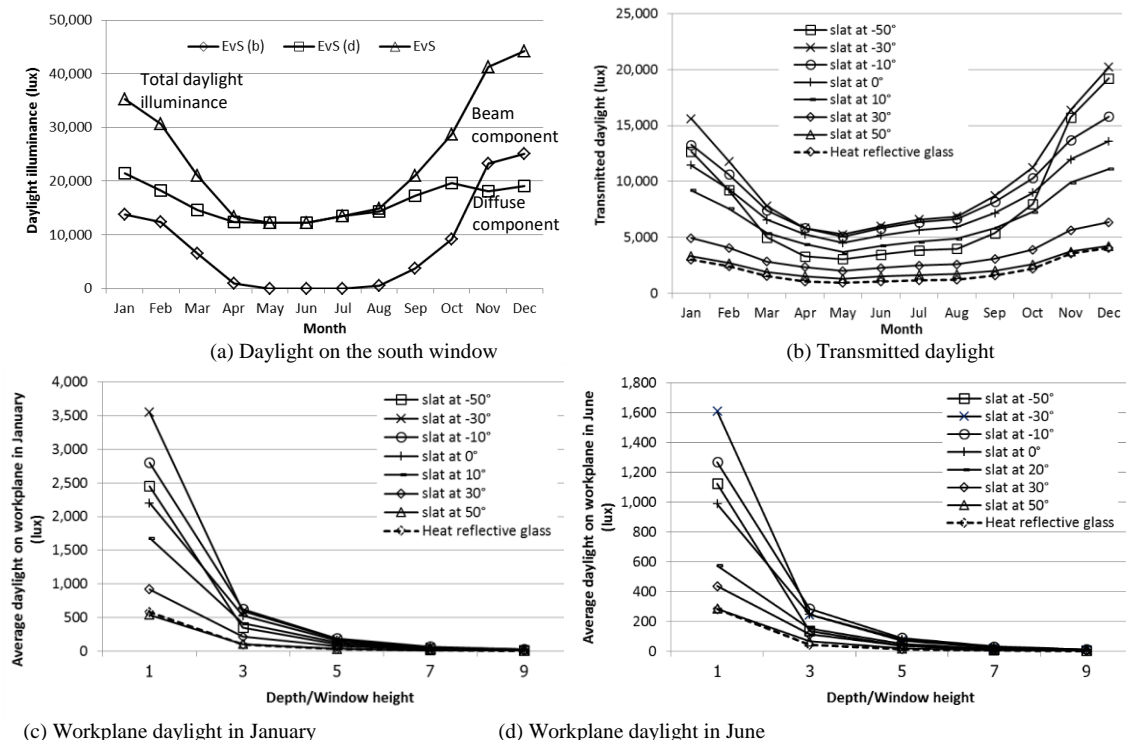 50,000
40,000
30,000
20,000
10,000
0
Daylight illuminance (lux)
EvS (b) EvS (d) EvS
Total daylight
illuminance
Beam
component
Diffuse
component
Jan Feb Mar Apr May Jun Jul Aug Sep Oct Nov Dec
Month
(a) Daylight on the south window
25,000
20,000
15,000
10,000
5,000
0
Transmitted daylight (lux)
slat at -50°
slat at -30°
slat at -10°
slat at 0°
slat at 10°
slat at 30°
slat at 50°
Heat reflective glass
Jan Feb Mar Apr May Jun Jul Aug Sep Oct Nov Dec
Month
(b) Transmitted daylight
4,000
3,500
3,000
2,500
2,000
1,500
1,000
500
0
Average daylight on workplane in January
(lux)
slat at -50°
slat at -30°
slat at -10°
slat at 0°
slat at 10°
slat at 30°
slat at 50°
Heat reflective glass
1 3 5 7 9
Depth/Window height
(c) Workplane daylight in January
1,800
1,600
1,400
1,200
1,000
800
600
400
200
0
Average daylight on workplane in June
(lux)
slat at -50°
slat at -30°
slat at -10°
slat at 0°
slat at 20°
slat at 30°
slat at 50°
Heat reflective glass
1 3 5 7 9
Depth/Window height
(d) Workplane daylight in June